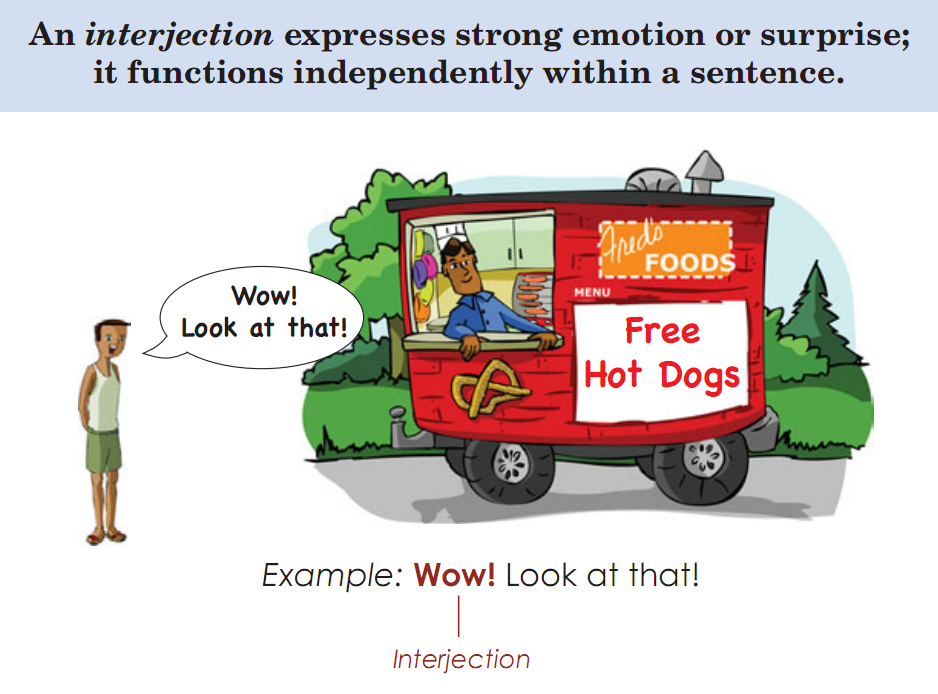 An interjection expresses strong emotion or surprise;
it functions independently within a sentence.
Wow!
Look at that!
Fred's
FOODS
MENU
Free
Hot Dogs
Example: Wow! Look at that!
Interjection